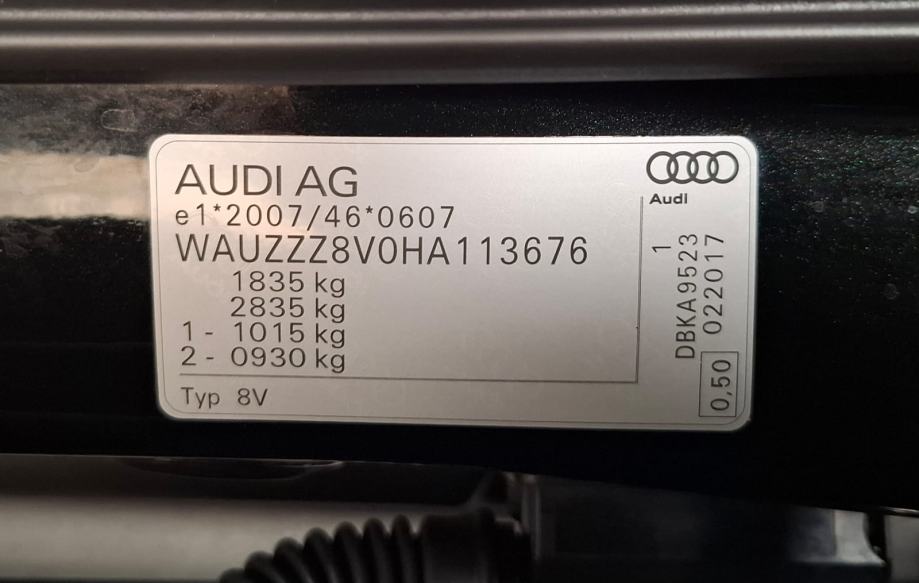 AUDI AG
e1*2007/46*0607
WAUZZZ8V0HA113676
1835 kg
2835 kg
1 - 1015 kg
2 - 0930 kg
Typ 8V
Audi
DBKA9523 1
022017
0,50